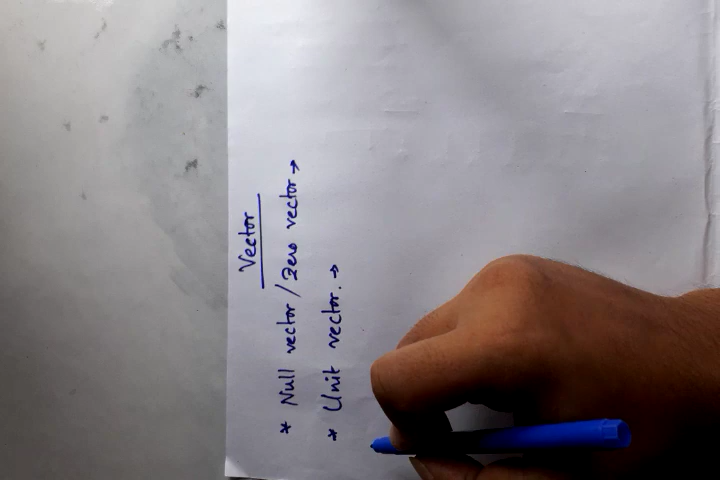 Vector
* Null vector / Zero vector →
* Unit vector. →